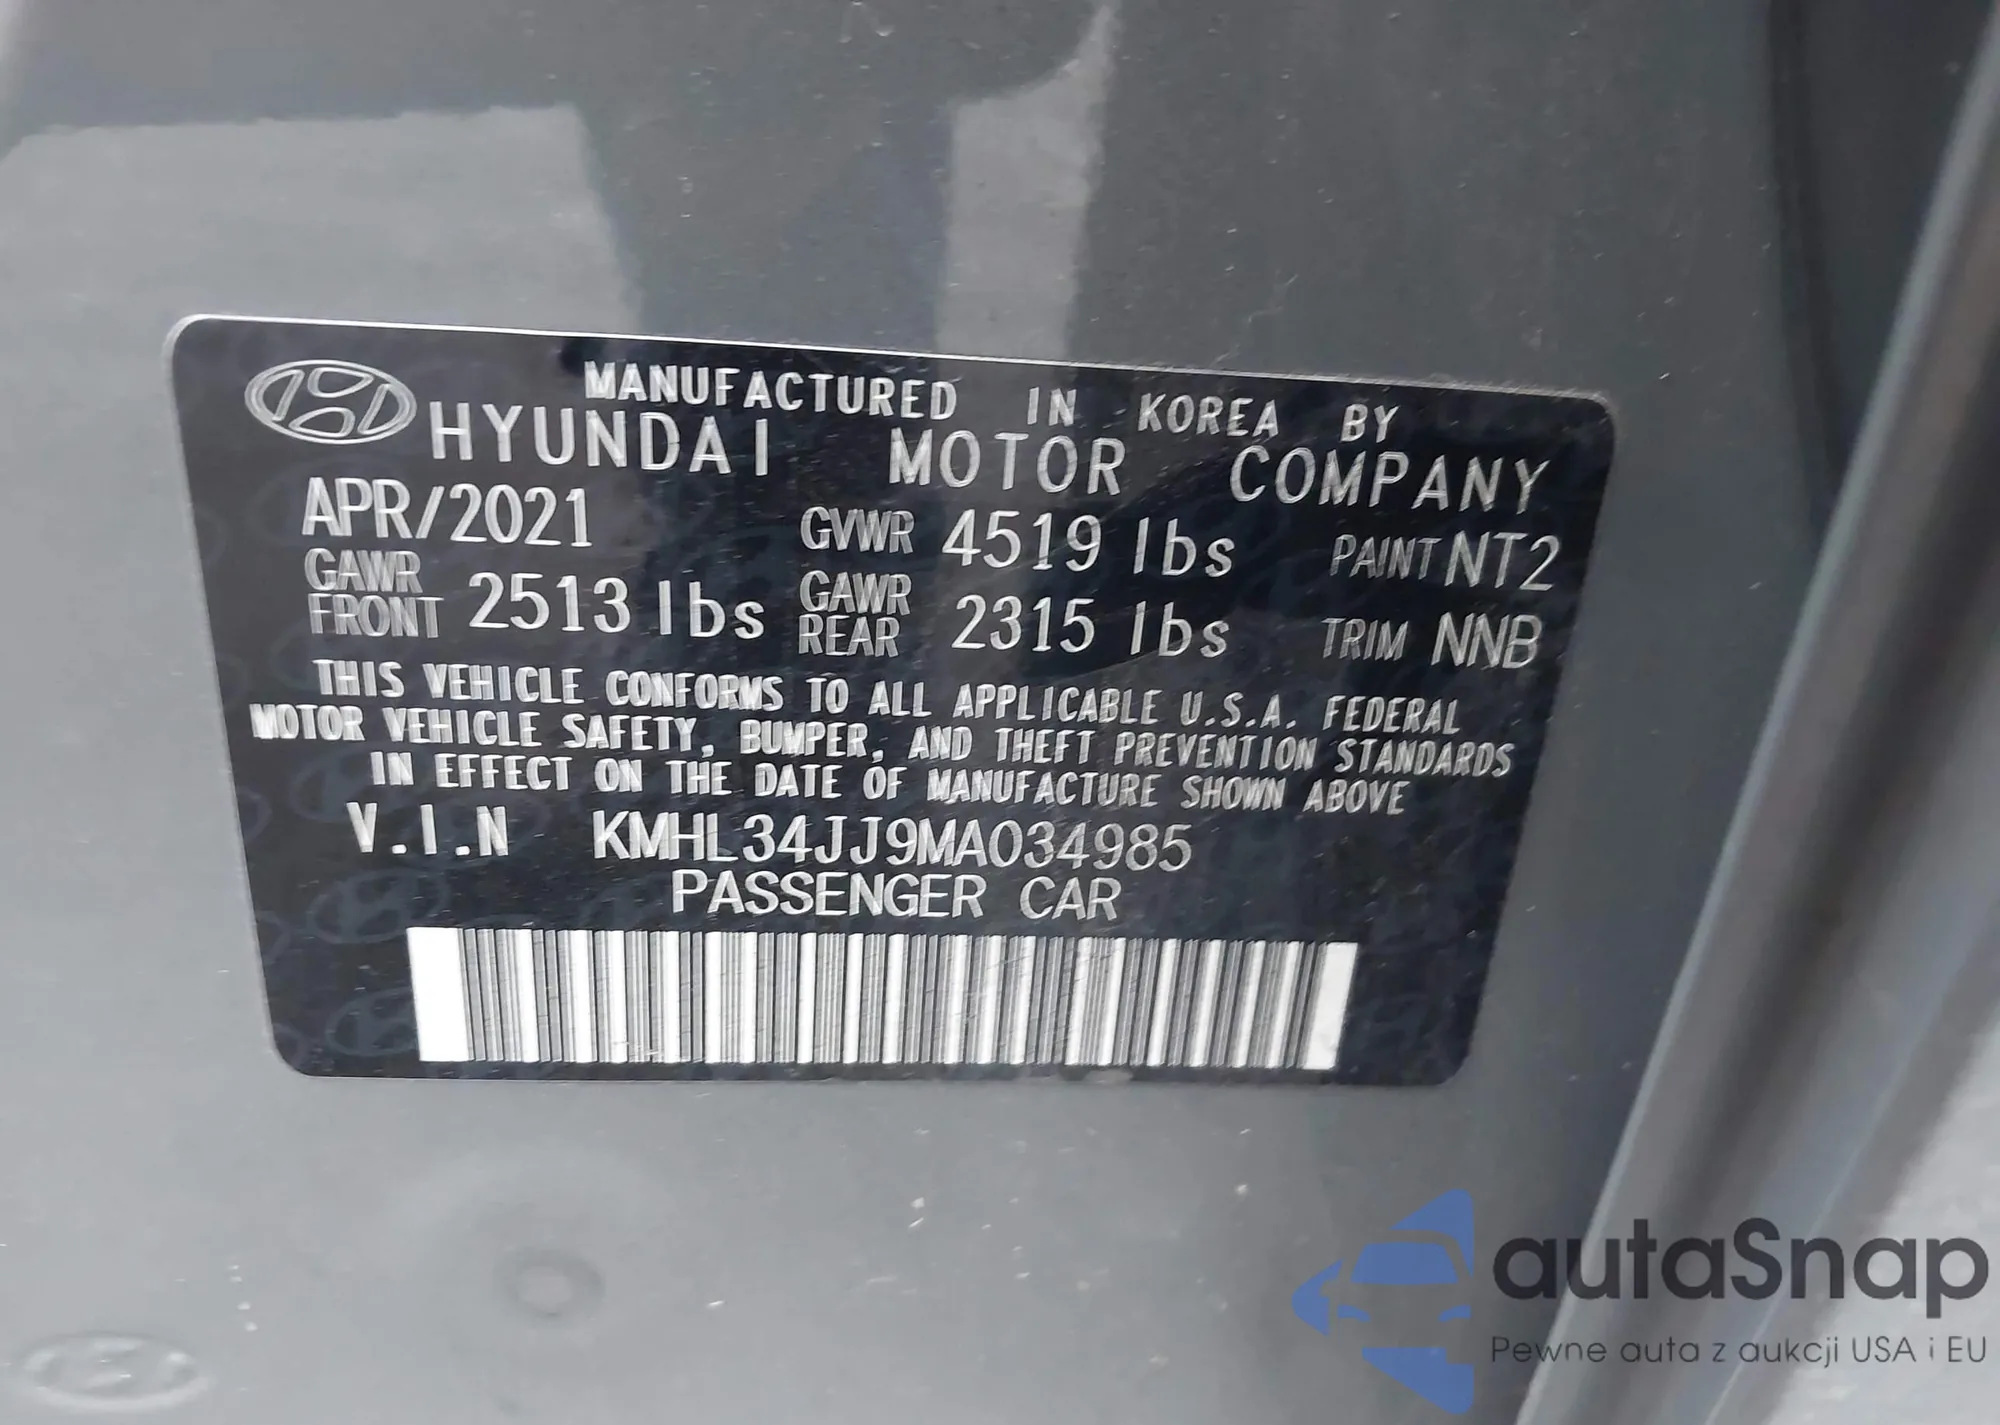 MANUFACTURED IN KOREA BY
HYUNDAI MOTOR COMPANY
APR/2021 GVWR 4519 lbs PAINT NT2
GAWR FRONT 2513 lbs GAWR REAR 2315 lbs TRIM NNB
THIS VEHICLE CONFORMS TO ALL APPLICABLE U.S.A. FEDERAL
MOTOR VEHICLE SAFETY, BUMPER, AND THEFT PREVENTION STANDARDS
IN EFFECT ON THE DATE OF MANUFACTURE SHOWN ABOVE
V.I.N KMHL34JJ9MA034985
PASSENGER CAR
autaSnap
Pewne auta z aukcji USA i EU